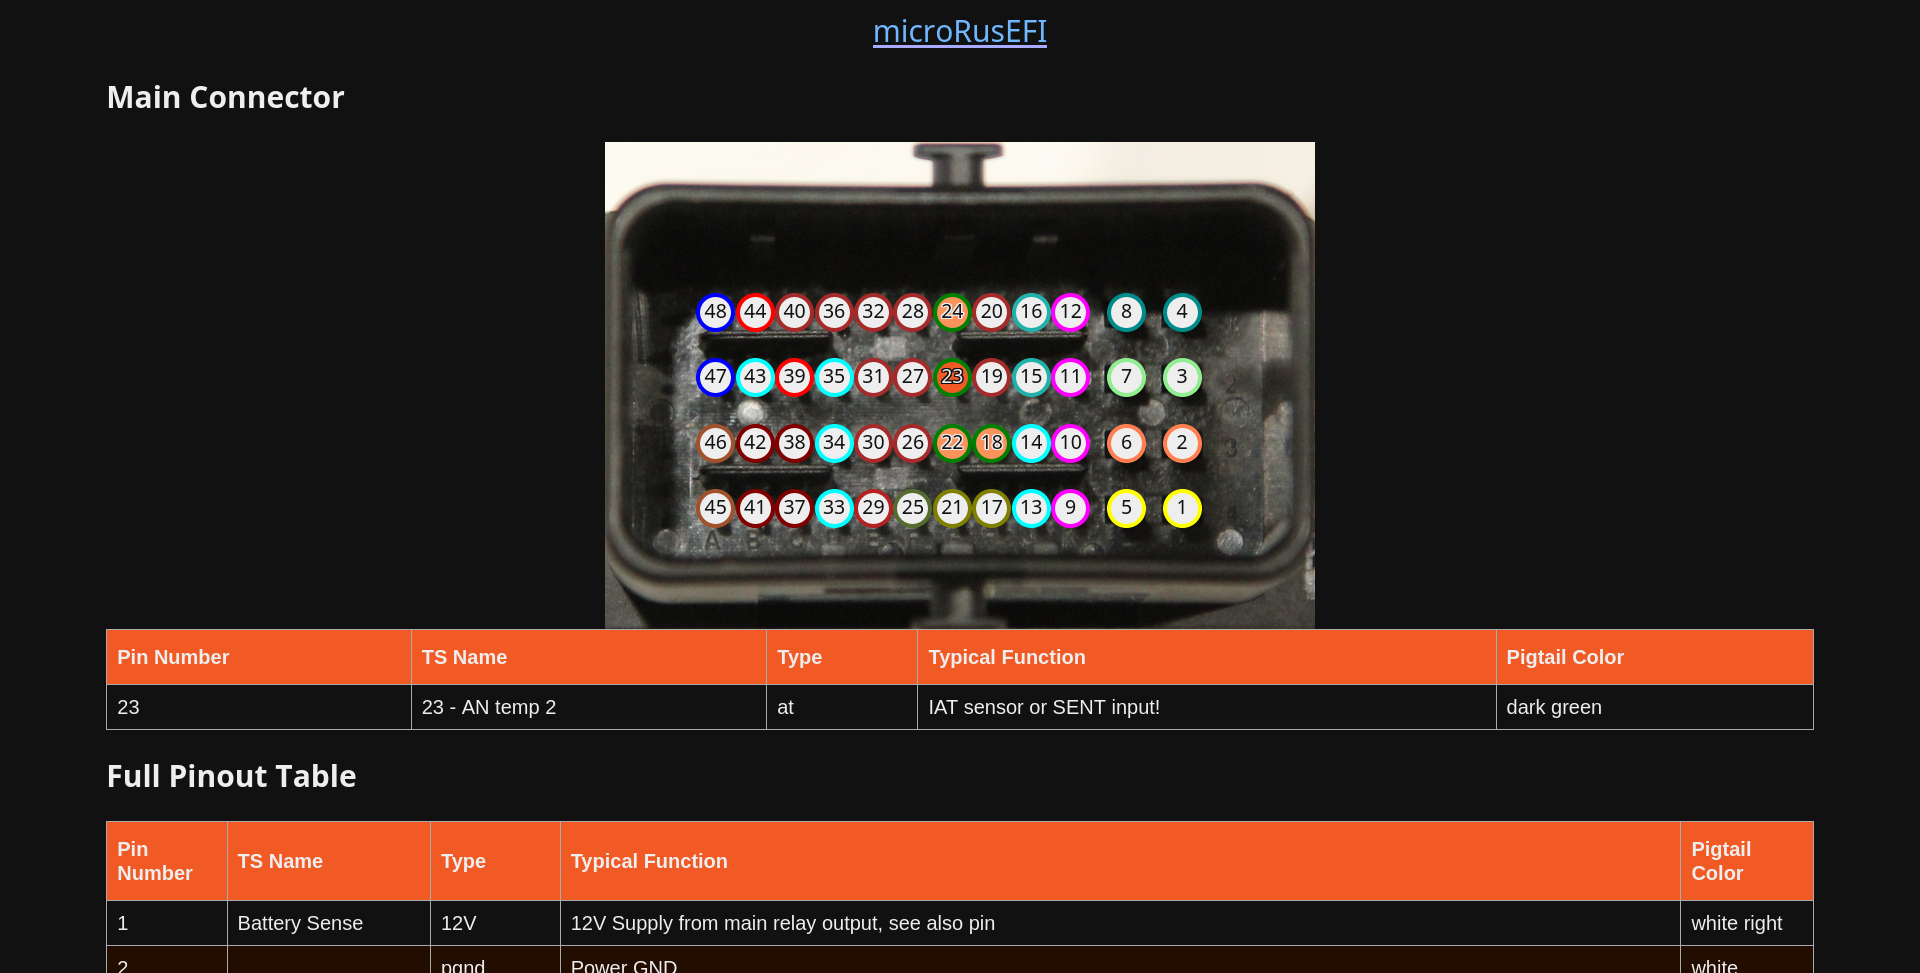 microRusEFI
Main Connector
48 44 40 36 32 28 24 20 16 12 8 4
47 43 39 35 31 27 23 19 15 11 7 3
2
46 42 38 34 30 26 22 18 14 10 6 2
3
45 41 37 33 29 25 21 17 13 9 5 1
A B C
Pin Number TS Name Type Typical Function Pigtail Color
23 23 - AN temp 2 at IAT sensor or SENT input! dark green
Full Pinout Table
Pin Number TS Name Type Typical Function Pigtail Color
1 Battery Sense 12V 12V Supply from main relay output, see also pin white right
2 pgnd Power GND white